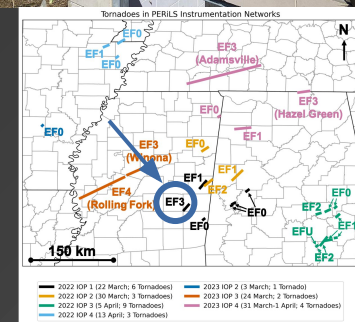 Tornadoes in PERiLS Instrumentation Networks
N
EF0
EF1
EF0
EF3
(Adamsville)
EF3
(Hazel Green)
EF0
EF1
EF0
EF3
(Winona)
EF0
EF4
(Rolling Fork)
EF1
EF1
EF2
EF3
EF0
EF0
EF0
EF2
EF1
EFU
EF1
EF2
150 km
2022 IOP 1 (22 March; 6 Tornadoes)
2022 IOP 2 (30 March; 3 Tornadoes)
2022 IOP 3 (5 April; 9 Tornadoes)
2022 IOP 4 (13 April; 3 Tornadoes)
2023 IOP 2 (3 March; 1 Tornado)
2023 IOP 3 (24 March; 2 Tornadoes)
2023 IOP 4 (31 March-1 April; 4 Tornadoes)